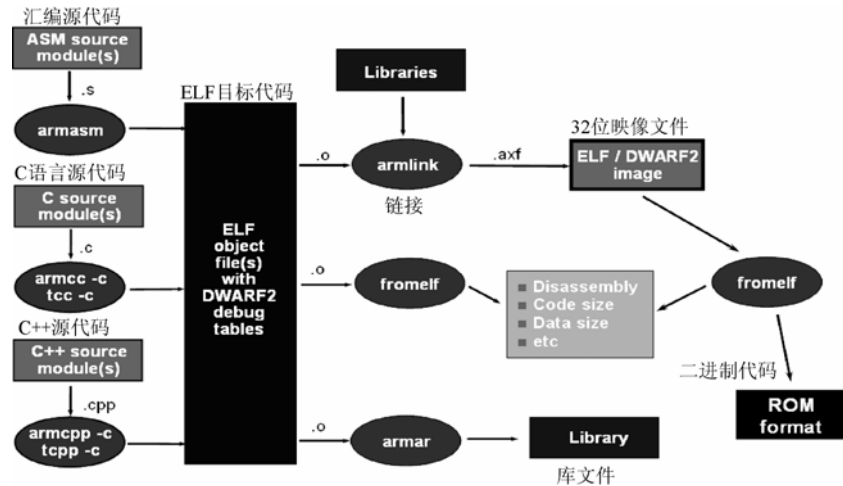 汇编源代码
ASM source
module(s)
.s
armasm
C语言源代码
C source
module(s)
.c
armcc -c
tcc -c
C++源代码
C++ source
module(s)
.cpp
armcpp -c
tcpp -c
ELF目标代码
ELF
object
file(s)
with
DWARF2
debug
tables
Libraries
.o
armlink
链接
.axf
32位映像文件
ELF / DWARF2
image
.o
fromelf
Disassembly
Code size
Data size
etc
fromelf
二进制代码
ROM
format
.o
armar
Library
库文件